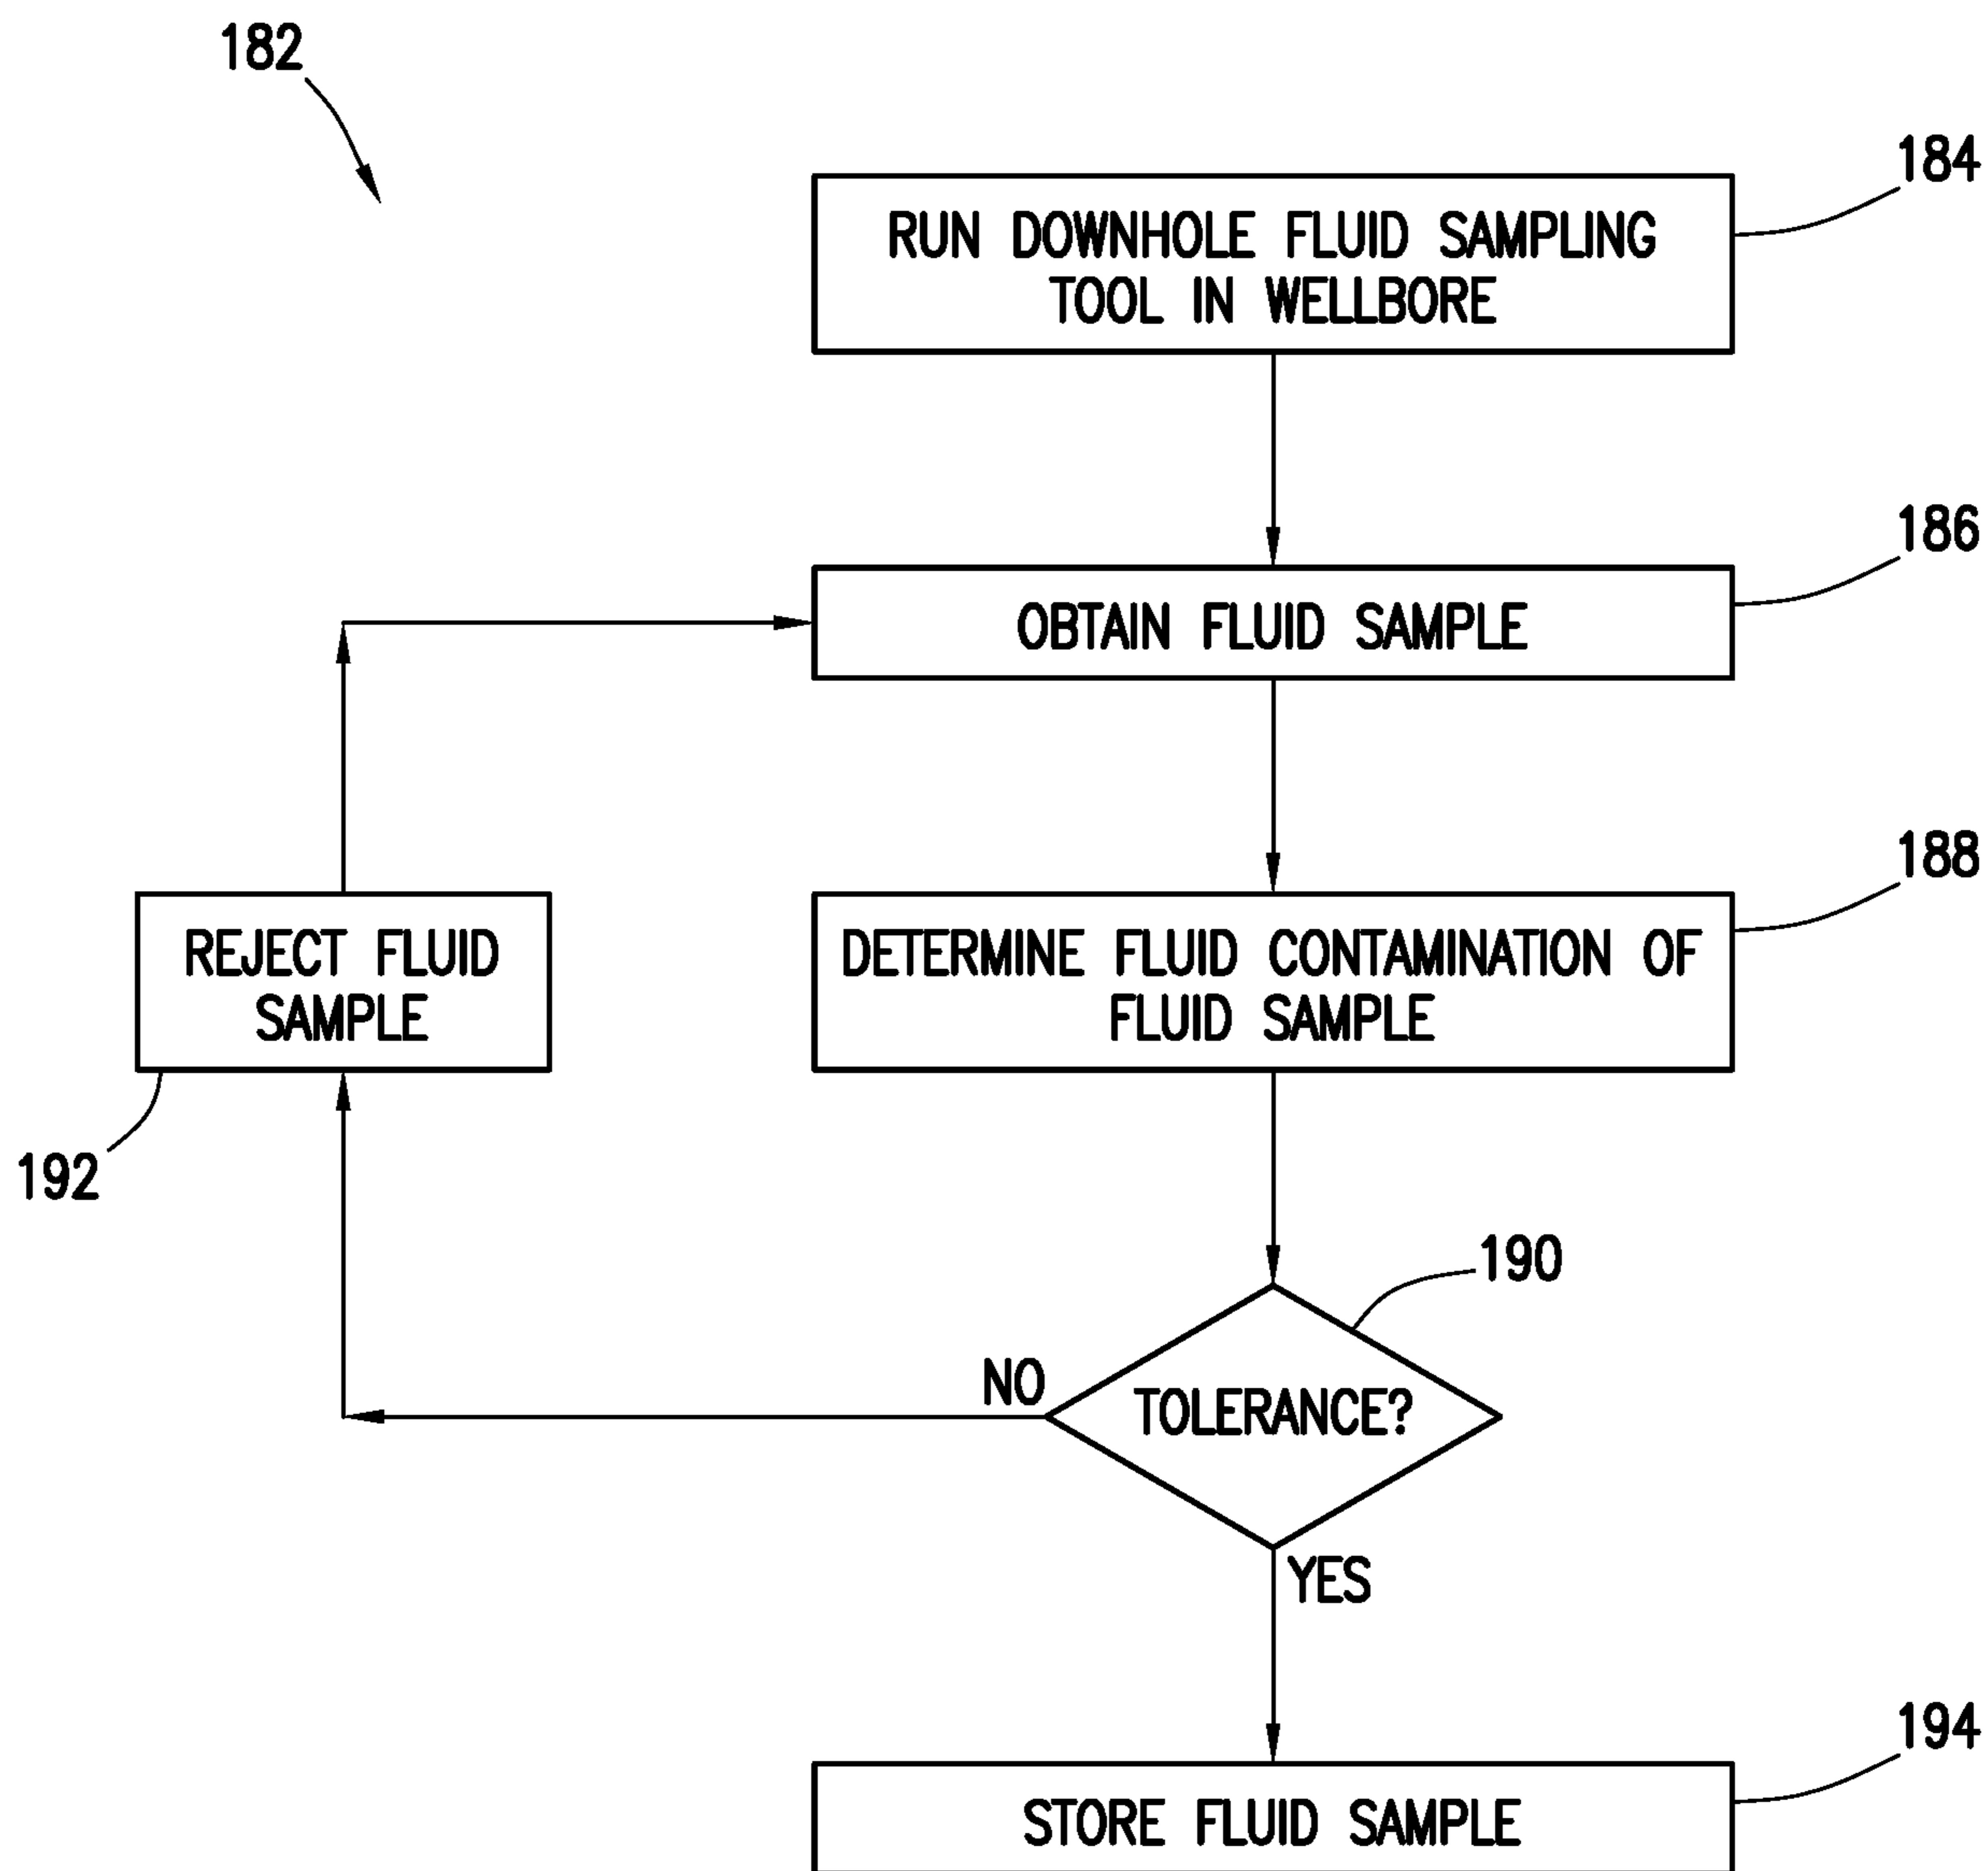 182
184
RUN DOWNHOLE FLUID SAMPLING
TOOL IN WELLBORE
186
OBTAIN FLUID SAMPLE
188
REJECT FLUID
SAMPLE
DETERMINE FLUID CONTAMINATION OF
FLUID SAMPLE
192
190
NO
TOLERANCE?
YES
194
STORE FLUID SAMPLE